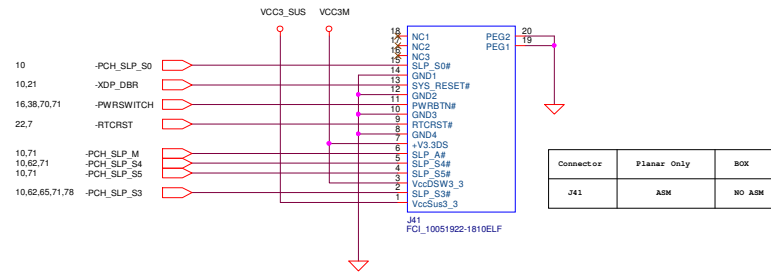 VCC3_SUS VCC3M
18 NC1 PEG2 20
17 NC2 PEG1 19
16 NC3
10 -PCH_SLP_S0 15 SLP_S0#
14 GND1
10,21 -XDP_DBR 13 SYS_RESET#
12 GND2
16,38,70,71 -PWRSWITCH 11 PWRBTN#
10 GND3
22,7 -RTCRST 9 RTCRST#
8 GND4
7 +V3.3DS
10,71 -PCH_SLP_M 6 SLP_A#
10,62,71 -PCH_SLP_S4 5 SLP_S4#
10,71 -PCH_SLP_S5 4 SLP_S5#
3 VccDSW3_3
10,62,65,71,78 -PCH_SLP_S3 2 SLP_S3#
1 VccSus3_3
J41
FCI_10051922-1810ELF
Connector Planar Only BOX
J41 ASM NO ASM